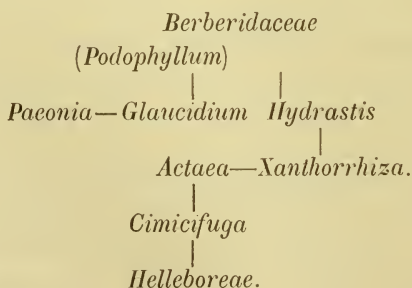 Berberidaceae
(Podophyllum)
Paeonia—Glaucidium Hydrastis
Actaea—Xanthorrhiza.
Cimicifuga
Helleboreae.